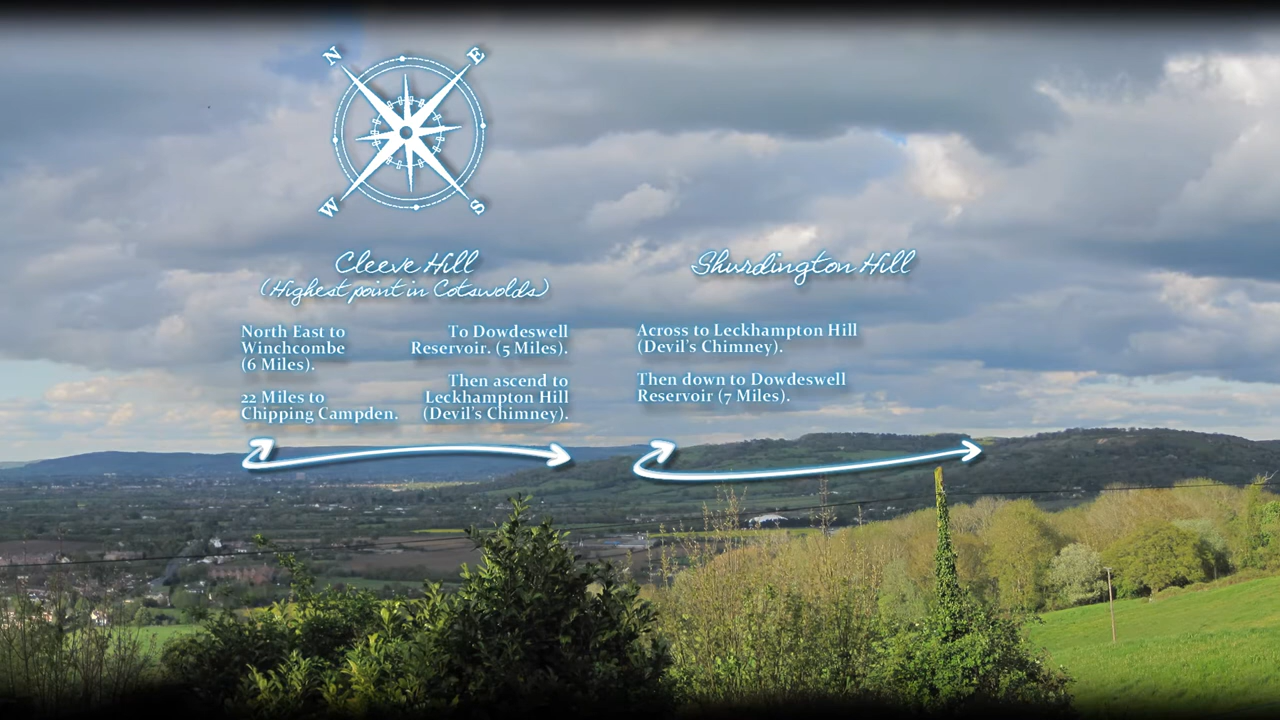 N
E
W
S
Cleeve Hill
(Highest point in Cotswolds)
North East to
Winchcombe
(6 Miles).
22 Miles to
Chipping Campden.
To Dowdeswell
Reservoir. (5 Miles).
Then ascend to
Leckhampton Hill
(Devil's Chimney).
Shurdington Hill
Across to Leckhampton Hill
(Devil's Chimney).
Then down to Dowdeswell
Reservoir (7 Miles).